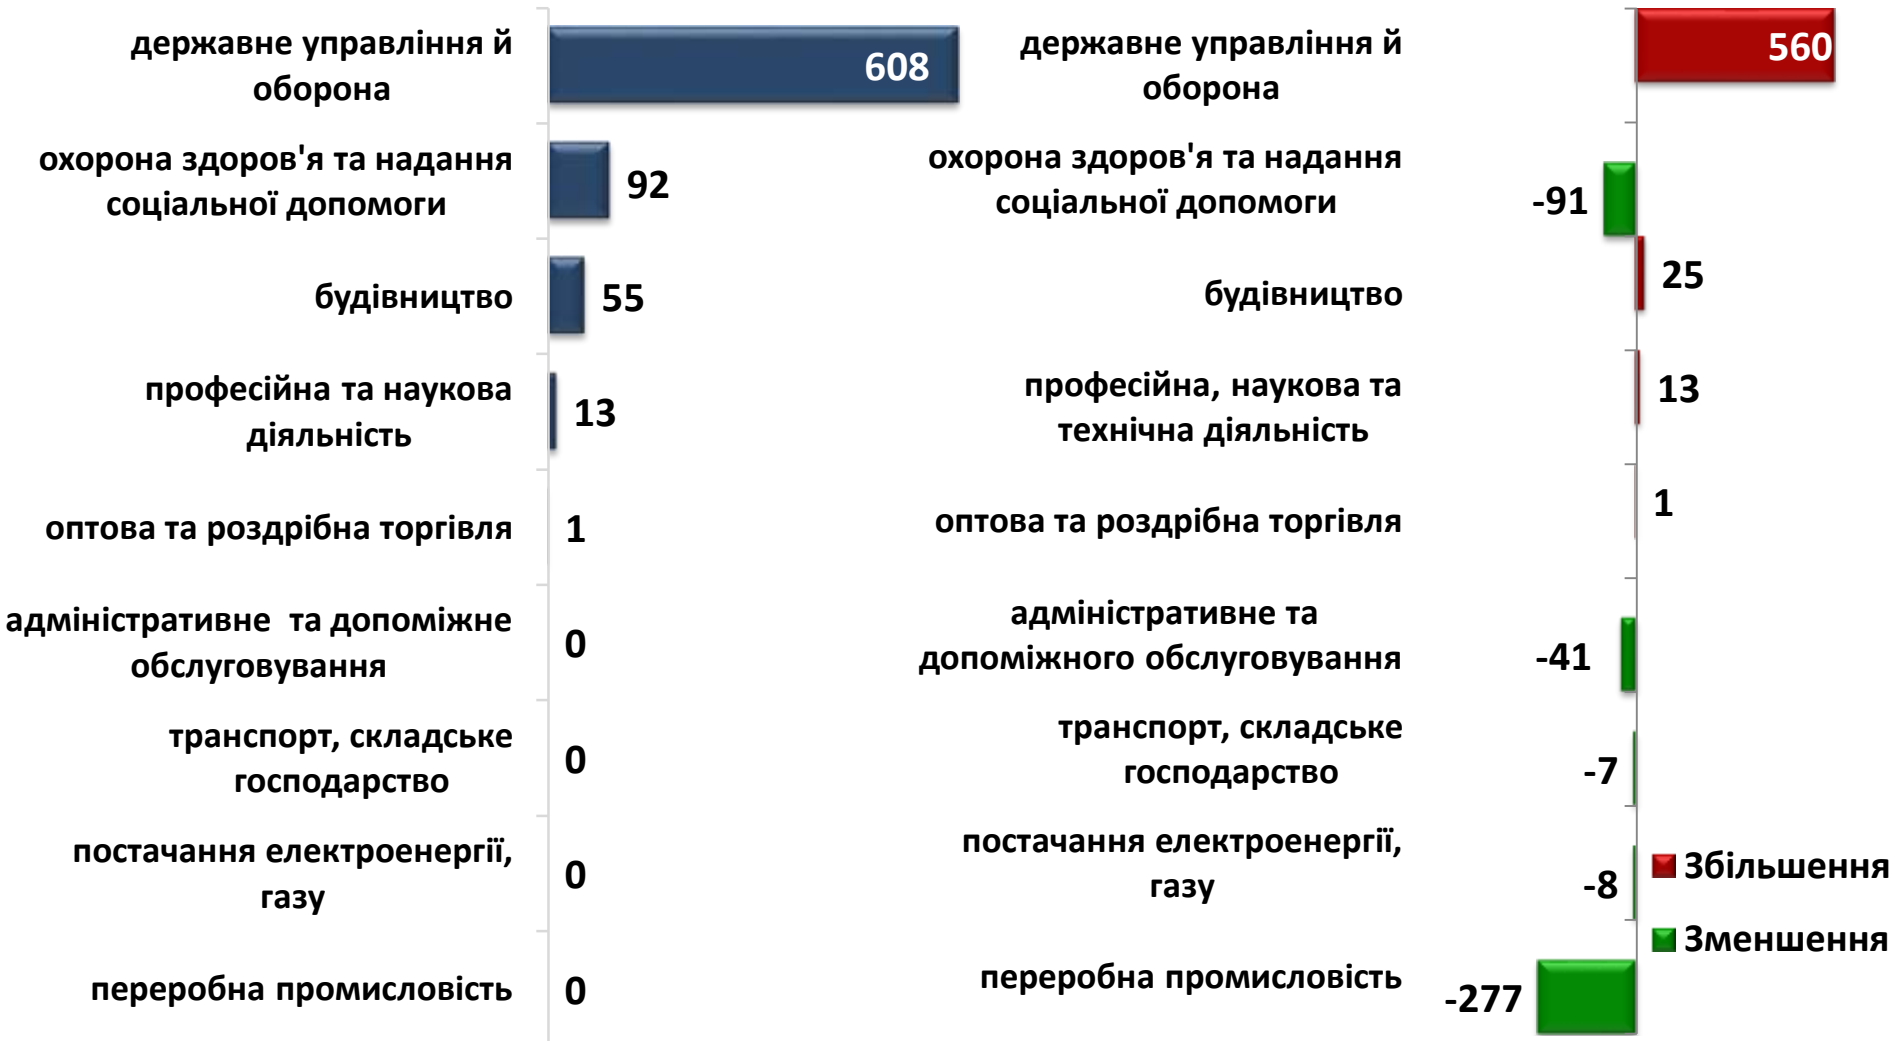 державне управління й
оборона
608
охорона здоров'я та надання
соціальної допомоги
92
будівництво
55
професійна та наукова
діяльність
13
оптова та роздрібна торгівля
1
адміністративне та допоміжне
обслуговування
0
транспорт, складське
господарство
0
постачання електроенергії,
газу
0
переробна промисловість
0
державне управління й
оборона
560
охорона здоров'я та надання
соціальної допомоги
-91
будівництво
25
професійна, наукова та
технічна діяльність
13
оптова та роздрібна торгівля
1
адміністративне та
допоміжного обслуговування
-41
транспорт, складське
господарство
-7
постачання електроенергії,
газу
-8
переробна промисловість
-277
Збільшення
Зменшення